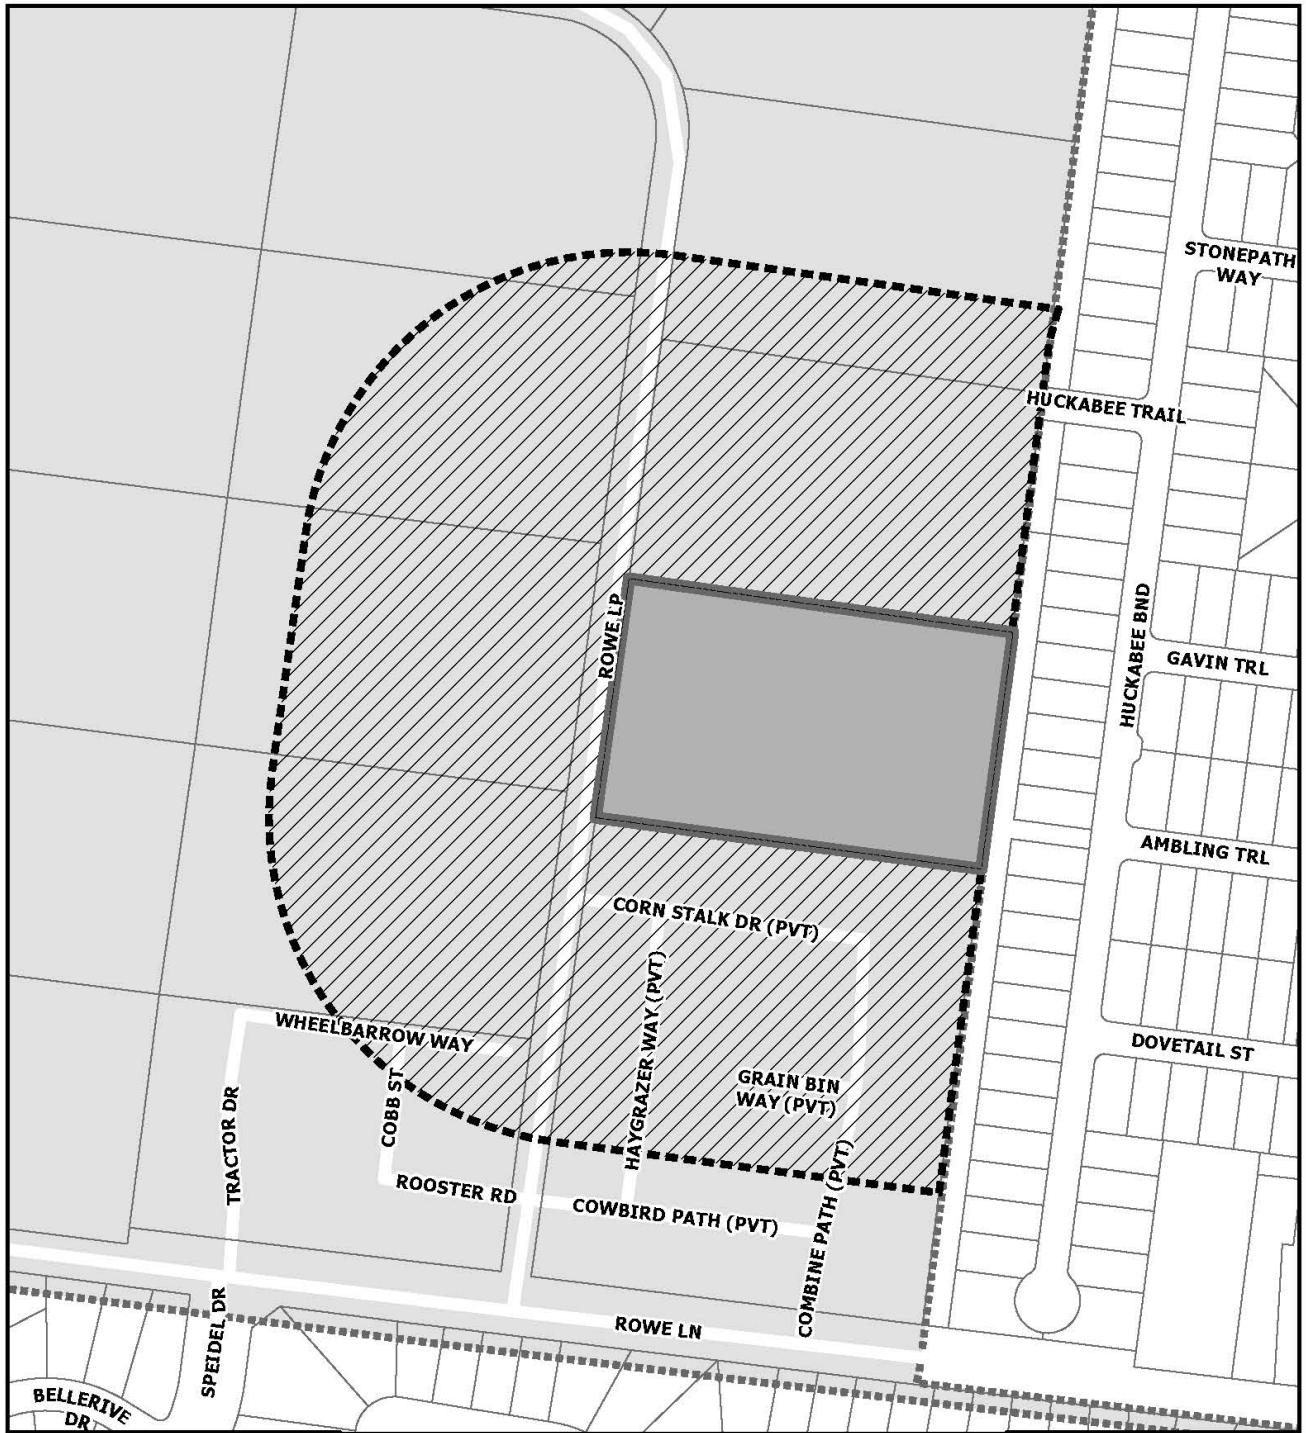 STONEPATH
WAY
HUCKABEE TRAIL
ROWE LP
HUCKABEE BND
GAVIN TRL
AMBLING TRL
CORN STALK DR (PVT)
HAYGRAZER WAY (PVT)
WHEELBARROW WAY
DOVETAIL ST
GRAIN BIN
WAY (PVT)
COBB ST
TRACTOR DR
ROOSTER RD
COWBIRD PATH (PVT)
COMBINE PATH (PVT)
ROWE LN
SPEIDEL DR
BELLERIVE
DR